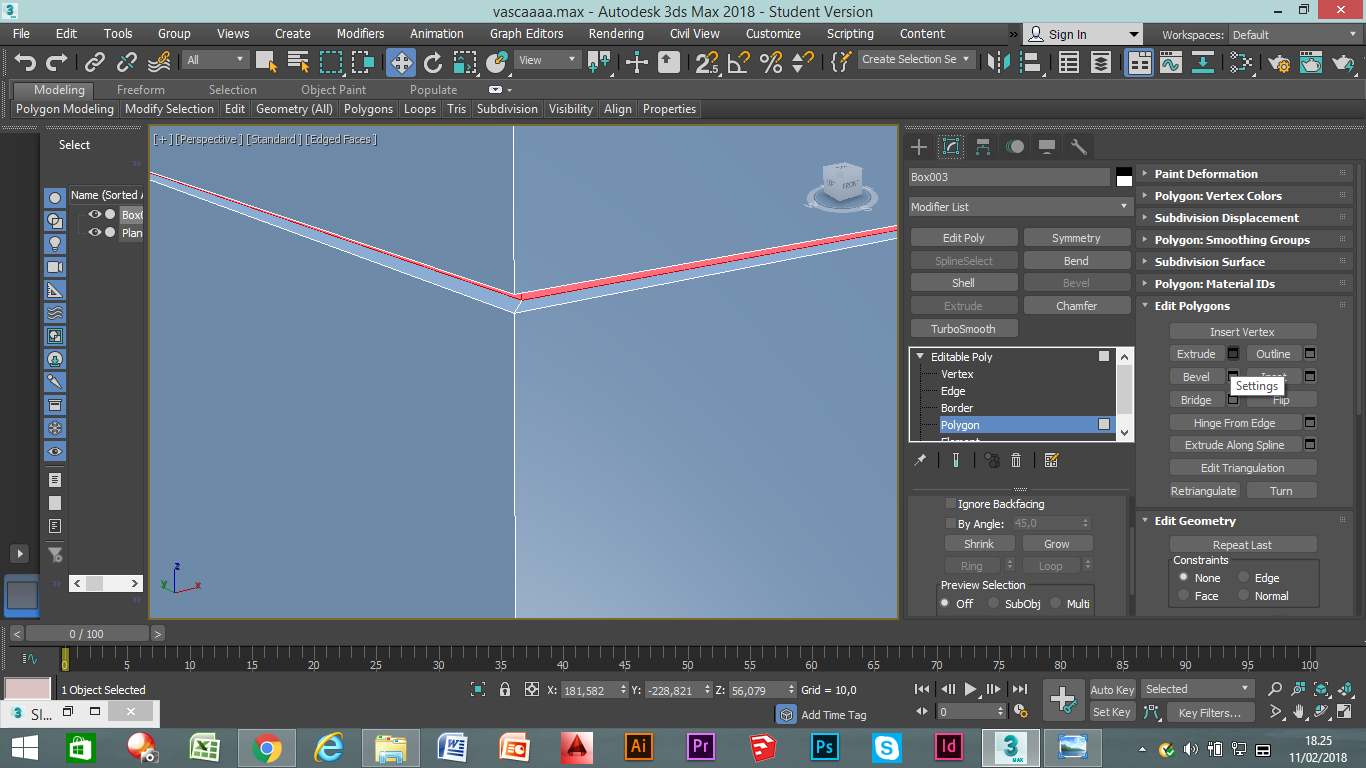 vascaaaa.max - Autodesk 3ds Max 2018 - Student Version
File Edit Tools Group Views Create Modifiers Animation Graph Editors Rendering Civil View Customize Scripting Content » Sign In Workspaces: Default
All View Create Selection Se
Modeling Freeform Selection Object Paint Populate
Polygon Modeling Modify Selection Edit Geometry (All) Polygons Loops Tris Subdivision Visibility Align Properties
Select
Name (Sorted A
Box0
Plan
[ + ] [Perspective ] [Standard ] [Edged Faces ]
FRONT
z
y
x
Box003
Modifier List
Edit Poly Symmetry
SplineSelect Bend
Shell Bevel
Extrude Chamfer
TurboSmooth
Editable Poly
Vertex
Edge
Border
Polygon
Element
Ignore Backfacing
By Angle: 45,0
Shrink Grow
Ring Loop
Preview Selection
Off SubObj Multi
Paint Deformation
Polygon: Vertex Colors
Subdivision Displacement
Polygon: Smoothing Groups
Subdivision Surface
Polygon: Material IDs
Edit Polygons
Insert Vertex
Extrude Outline
Bevel Inset
Settings
Bridge Flip
Hinge From Edge
Extrude Along Spline
Edit Triangulation
Retriangulate Turn
Edit Geometry
Repeat Last
Constraints
None Edge
Face Normal
< 0 / 100 >
0 5 10 15 20 25 30 35 40 45 50 55 60 65 70 75 80 85 90 95 100
1 Object Selected X: 181,582 Y: -228,821 Z: 56,079 Grid = 10,0 Auto Key Selected
Add Time Tag 0 Set Key Key Filters...
3 Sl...
Ai Pr Ps Id 3 MAX
18.25
11/02/2018